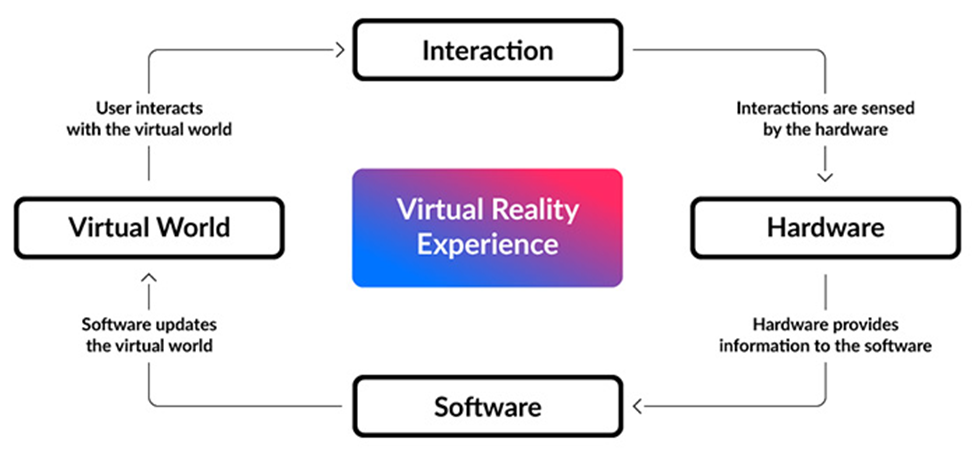 Interaction
User interacts
with the virtual world
Interactions are sensed
by the hardware
Virtual World
Virtual Reality
Experience
Hardware
Software updates
the virtual world
Hardware provides
information to the software
Software